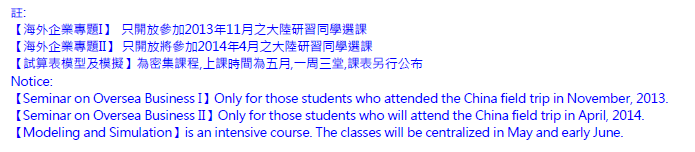 註:
【海外企業專題I】 只開放參加2013年11月之大陸研習同學選課
【海外企業專題II】 只開放將參加2014年4月之大陸研習同學選課
【試算表模型及模擬】為密集課程,上課時間為五月,一周三堂,課表另行公布
Notice:
【Seminar on Oversea Business I】Only for those students who attended the China field trip in November, 2013.
【Seminar on Oversea Business II】Only for those students who will attend the China field trip in April, 2014.
【Modeling and Simulation】is an intensive course. The classes will be centralized in May and early June.